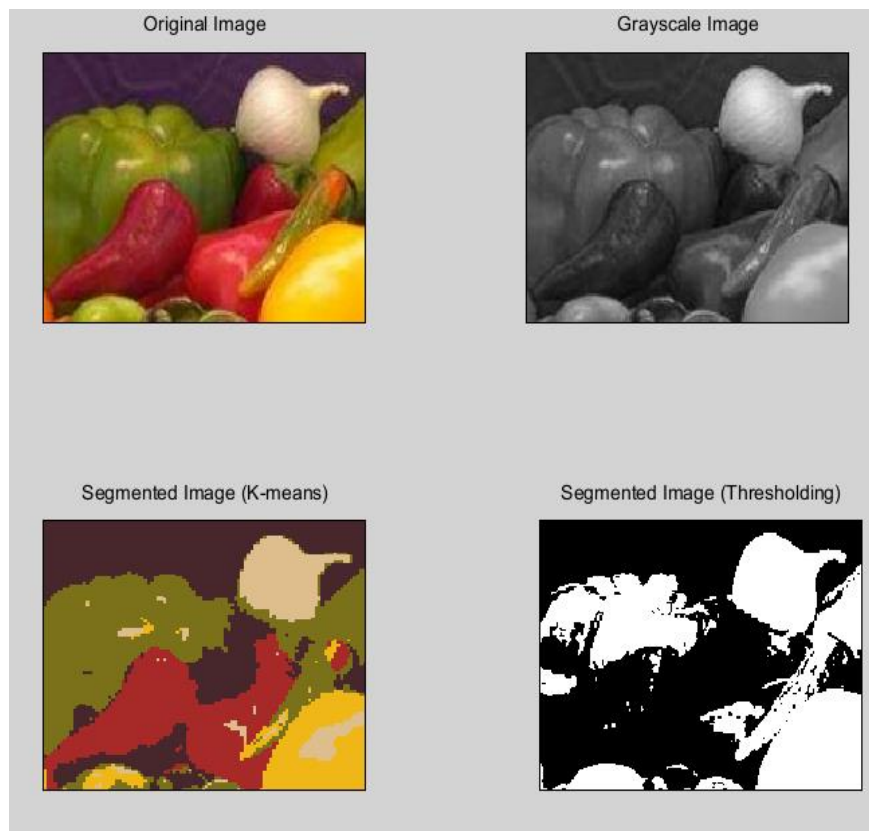 Original Image
Grayscale Image
Segmented Image (K-means)
Segmented Image (Thresholding)